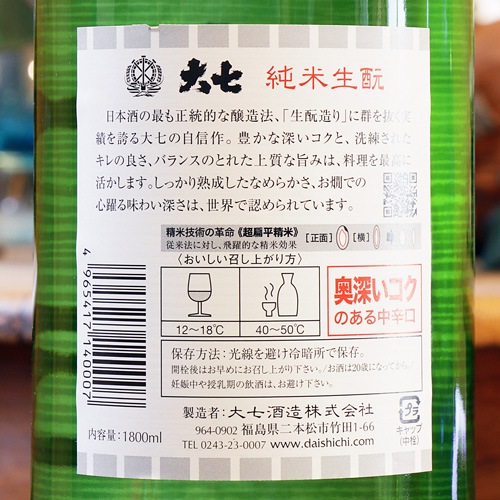 大七 純米生酛
日本酒の最も正統的な醸造法、「生酛造り」に群を抜く実
績を誇る大七の自信作。豊かな深いコクと、洗練された
キレの良さ、バランスのとれた上質な旨みは、料理を最高に
活かします。しっかり熟成したなめらかさ、お燗での
心躍る味わい深さは、世界で認められています。
精米技術の革命《超扁平精米》
従来法に対し、飛躍的な精米効果
[正面] [横]
〈おいしい召し上がり方〉
12〜18℃ 40〜50℃
奥深いコク
のある中辛口
保存方法：光線を避け冷暗所で保存。
開栓後はお早めにお召し上がり下さい。/お酒は20歳になってから。/
妊娠中や授乳期の飲酒は、お避け下さい。
製造者：大七酒造株式会社
964-0902 福島県二本松市竹田1-66
TEL 0243-23-0007 www.daishichi.com
内容量：1800ml
プラ
キャップ
(中栓)
4965417140007